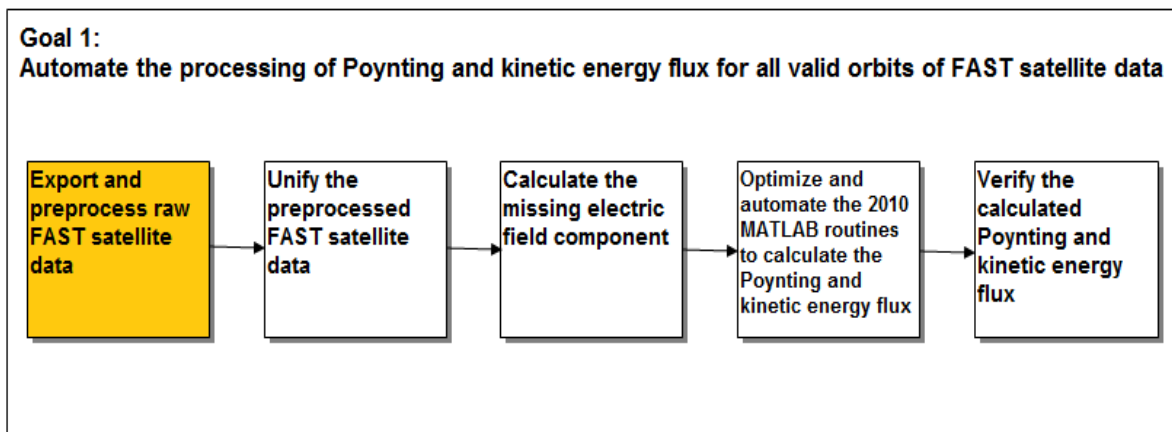 Goal 1:
Automate the processing of Poynting and kinetic energy flux for all valid orbits of FAST satellite data
Export and
preprocess raw
FAST satellite
data
Unify the
preprocessed
FAST satellite
data
Calculate the
missing electric
field component
Optimize and
automate the 2010
MATLAB routines
to calculate the
Poynting and
kinetic energy flux
Verify the
calculated
Poynting and
kinetic energy
flux